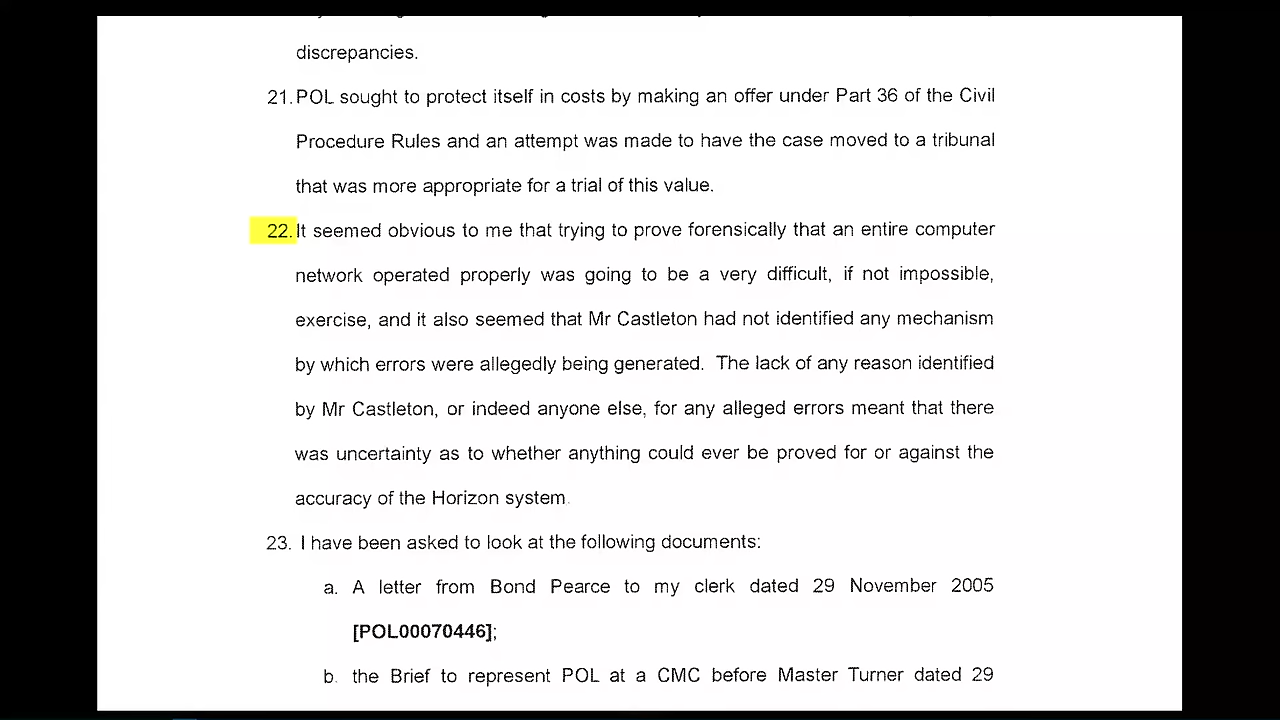 discrepancies.
21. POL sought to protect itself in costs by making an offer under Part 36 of the Civil
Procedure Rules and an attempt was made to have the case moved to a tribunal
that was more appropriate for a trial of this value.
22. It seemed obvious to me that trying to prove forensically that an entire computer
network operated properly was going to be a very difficult, if not impossible,
exercise, and it also seemed that Mr Castleton had not identified any mechanism
by which errors were allegedly being generated. The lack of any reason identified
by Mr Castleton, or indeed anyone else, for any alleged errors meant that there
was uncertainty as to whether anything could ever be proved for or against the
accuracy of the Horizon system.
23. I have been asked to look at the following documents:
a. A letter from Bond Pearce to my clerk dated 29 November 2005
[POL00070446];
b. the Brief to represent POL at a CMC before Master Turner dated 29